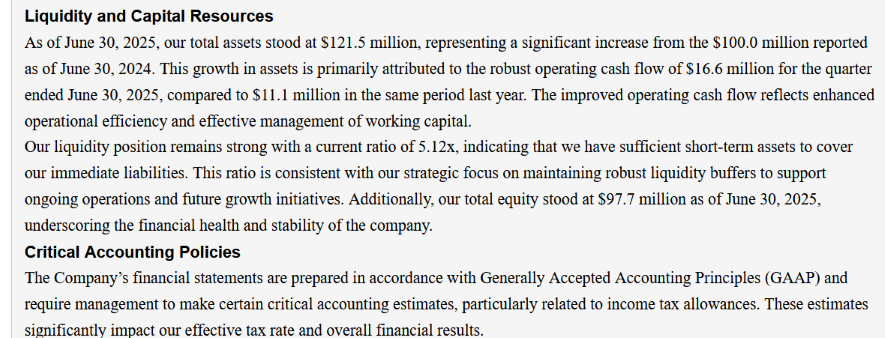 Liquidity and Capital Resources
As of June 30, 2025, our total assets stood at $121.5 million, representing a significant increase from the $100.0 million reported
as of June 30, 2024. This growth in assets is primarily attributed to the robust operating cash flow of $16.6 million for the quarter
ended June 30, 2025, compared to $11.1 million in the same period last year. The improved operating cash flow reflects enhanced
operational efficiency and effective management of working capital.
Our liquidity position remains strong with a current ratio of 5.12x, indicating that we have sufficient short-term assets to cover
our immediate liabilities. This ratio is consistent with our strategic focus on maintaining robust liquidity buffers to support
ongoing operations and future growth initiatives. Additionally, our total equity stood at $97.7 million as of June 30, 2025,
underscoring the financial health and stability of the company.
Critical Accounting Policies
The Company’s financial statements are prepared in accordance with Generally Accepted Accounting Principles (GAAP) and
require management to make certain critical accounting estimates, particularly related to income tax allowances. These estimates
significantly impact our effective tax rate and overall financial results.